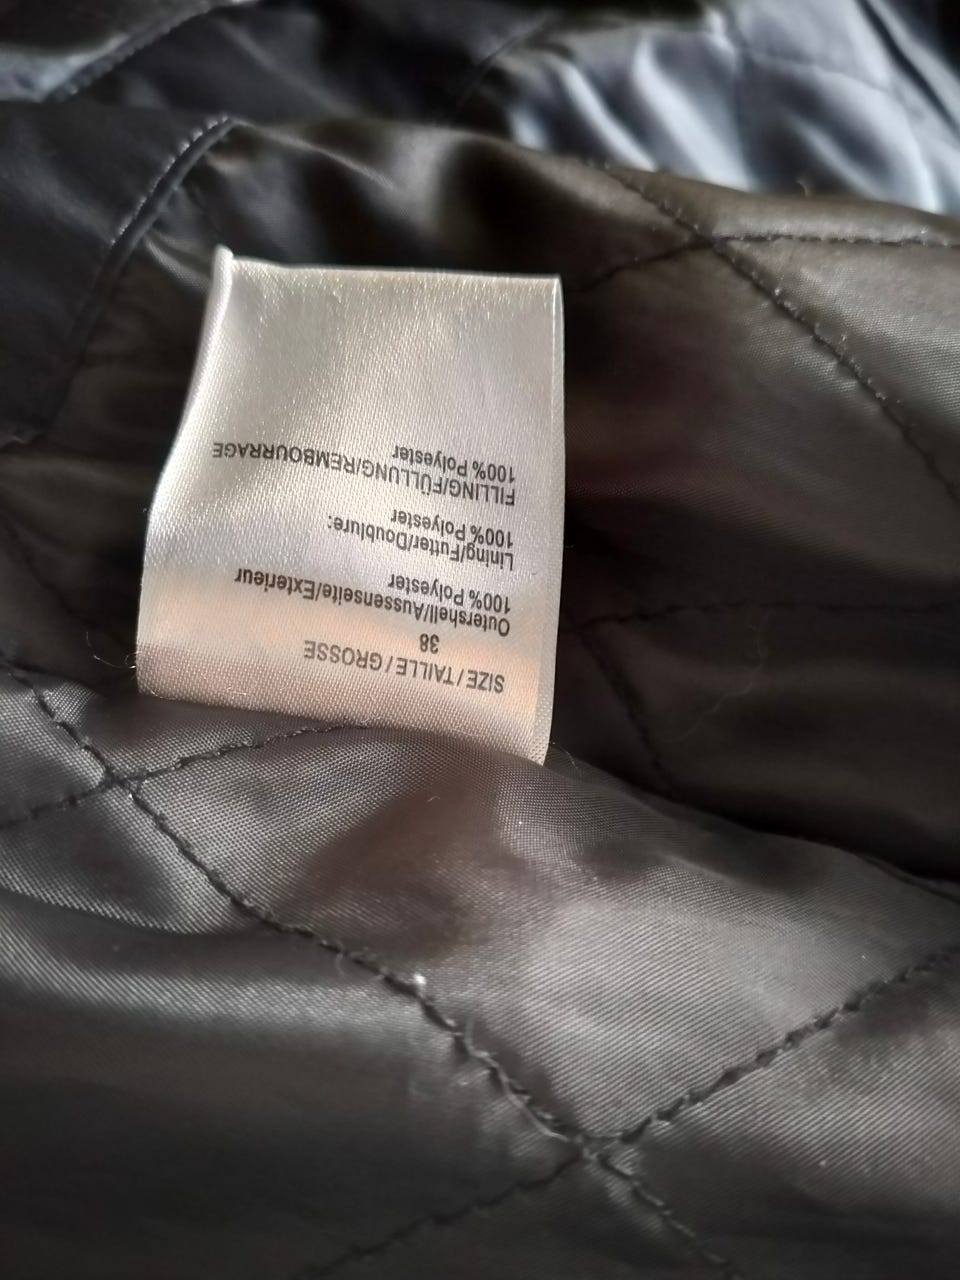 SIZE / TAILLE / GROSSE
38
Outershell/Aussenseite/Exterieur
100% Polyester
Lining/Futter/Doublure:
100% Polyester
FILLING/FÜLLUNG/REMBOURRAGE
100% Polyester